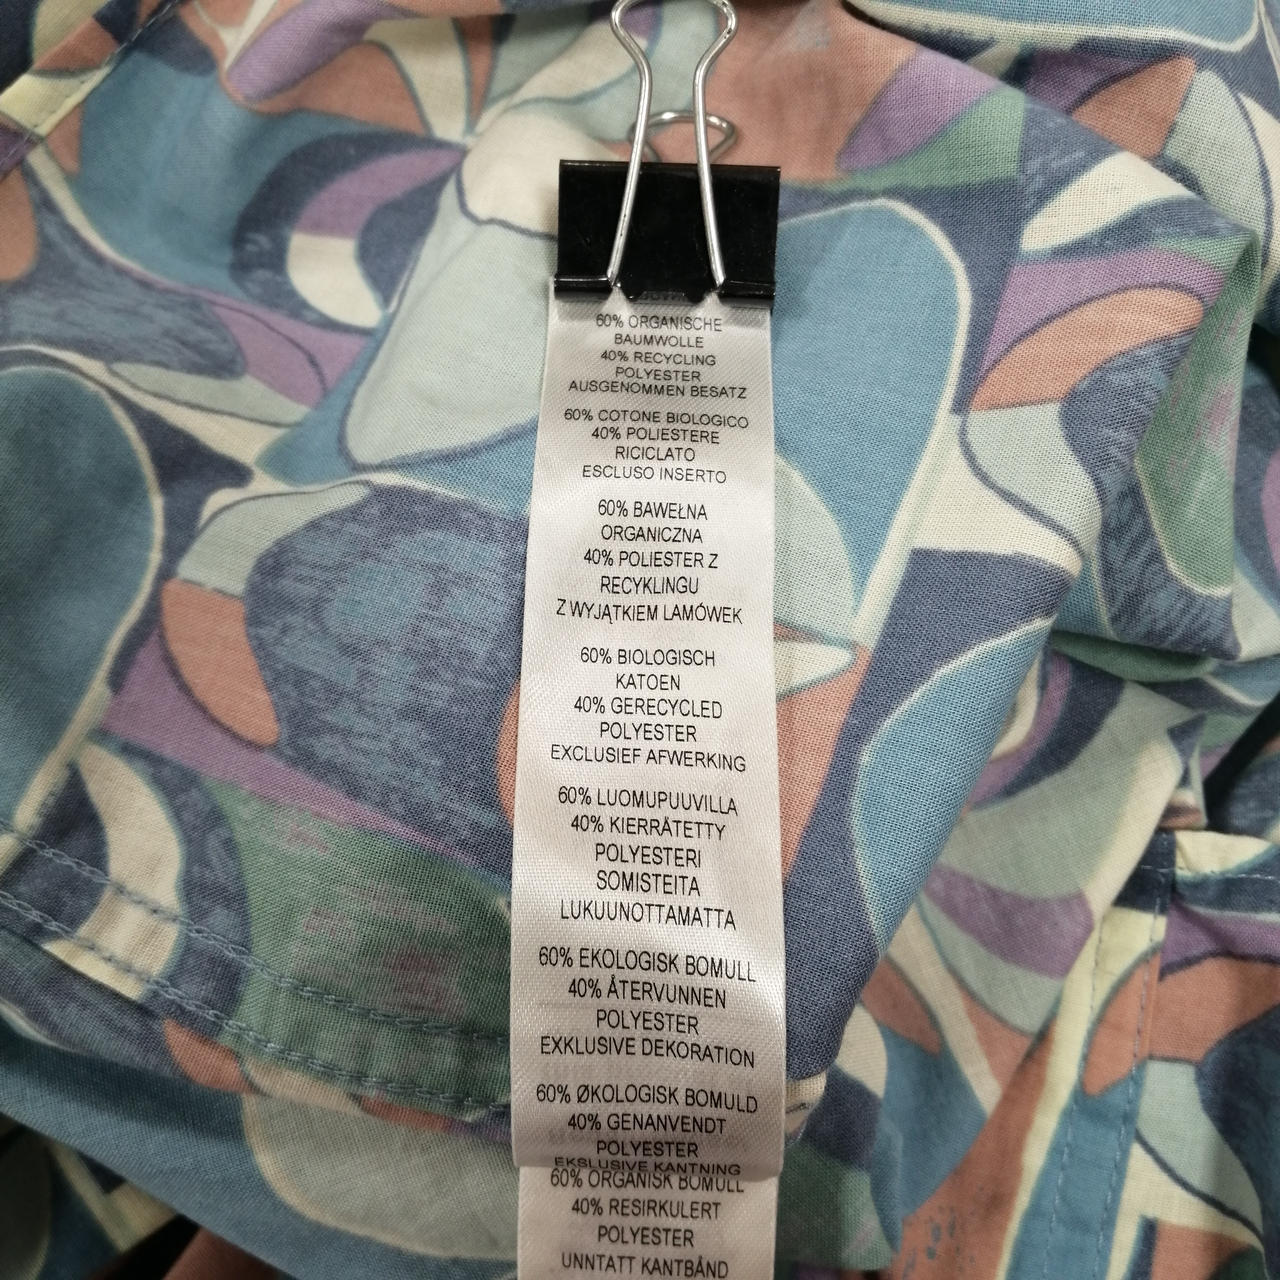 60% ORGANISCHE
BAUMWOLLE
40% RECYCLING
POLYESTER
AUSGENOMMEN BESATZ
60% COTONE BIOLOGICO
40% POLIESTERE
RICICLATO
ESCLUSO INSERTO
60% BAWEŁNA
ORGANICZNA
40% POLIESTER Z
RECYKLINGU
Z WYJĄTKIEM LAMÓWEK
60% BIOLOGISCH
KATOEN
40% GERECYCLED
POLYESTER
EXCLUSIEF AFWERKING
60% LUOMUPUUVILLA
40% KIERRÄTETTY
POLYESTERI
SOMISTEITA
LUKUUNOTTAMATTA
60% EKOLOGISK BOMULL
40% ÅTERVUNNEN
POLYESTER
EXKLUSIVE DEKORATION
60% ØKOLOGISK BOMULD
40% GENANVENDT
POLYESTER
EKSLUSIVE KANTNING
60% ORGANISK BOMULL
40% RESIRKULERT
POLYESTER
UNNTATT KANTBÅND